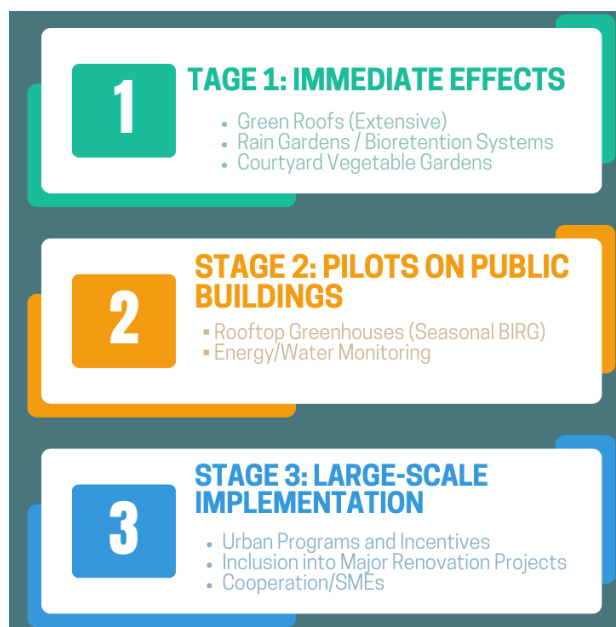 1
TAGE 1: IMMEDIATE EFFECTS
• Green Roofs (Extensive)
• Rain Gardens / Bioretention Systems
• Courtyard Vegetable Gardens
2
STAGE 2: PILOTS ON PUBLIC
BUILDINGS
▪ Rooftop Greenhouses (Seasonal BIRG)
▪ Energy/Water Monitoring
3
STAGE 3: LARGE-SCALE
IMPLEMENTATION
• Urban Programs and Incentives
• Inclusion into Major Renovation Projects
• Cooperation/SMEs